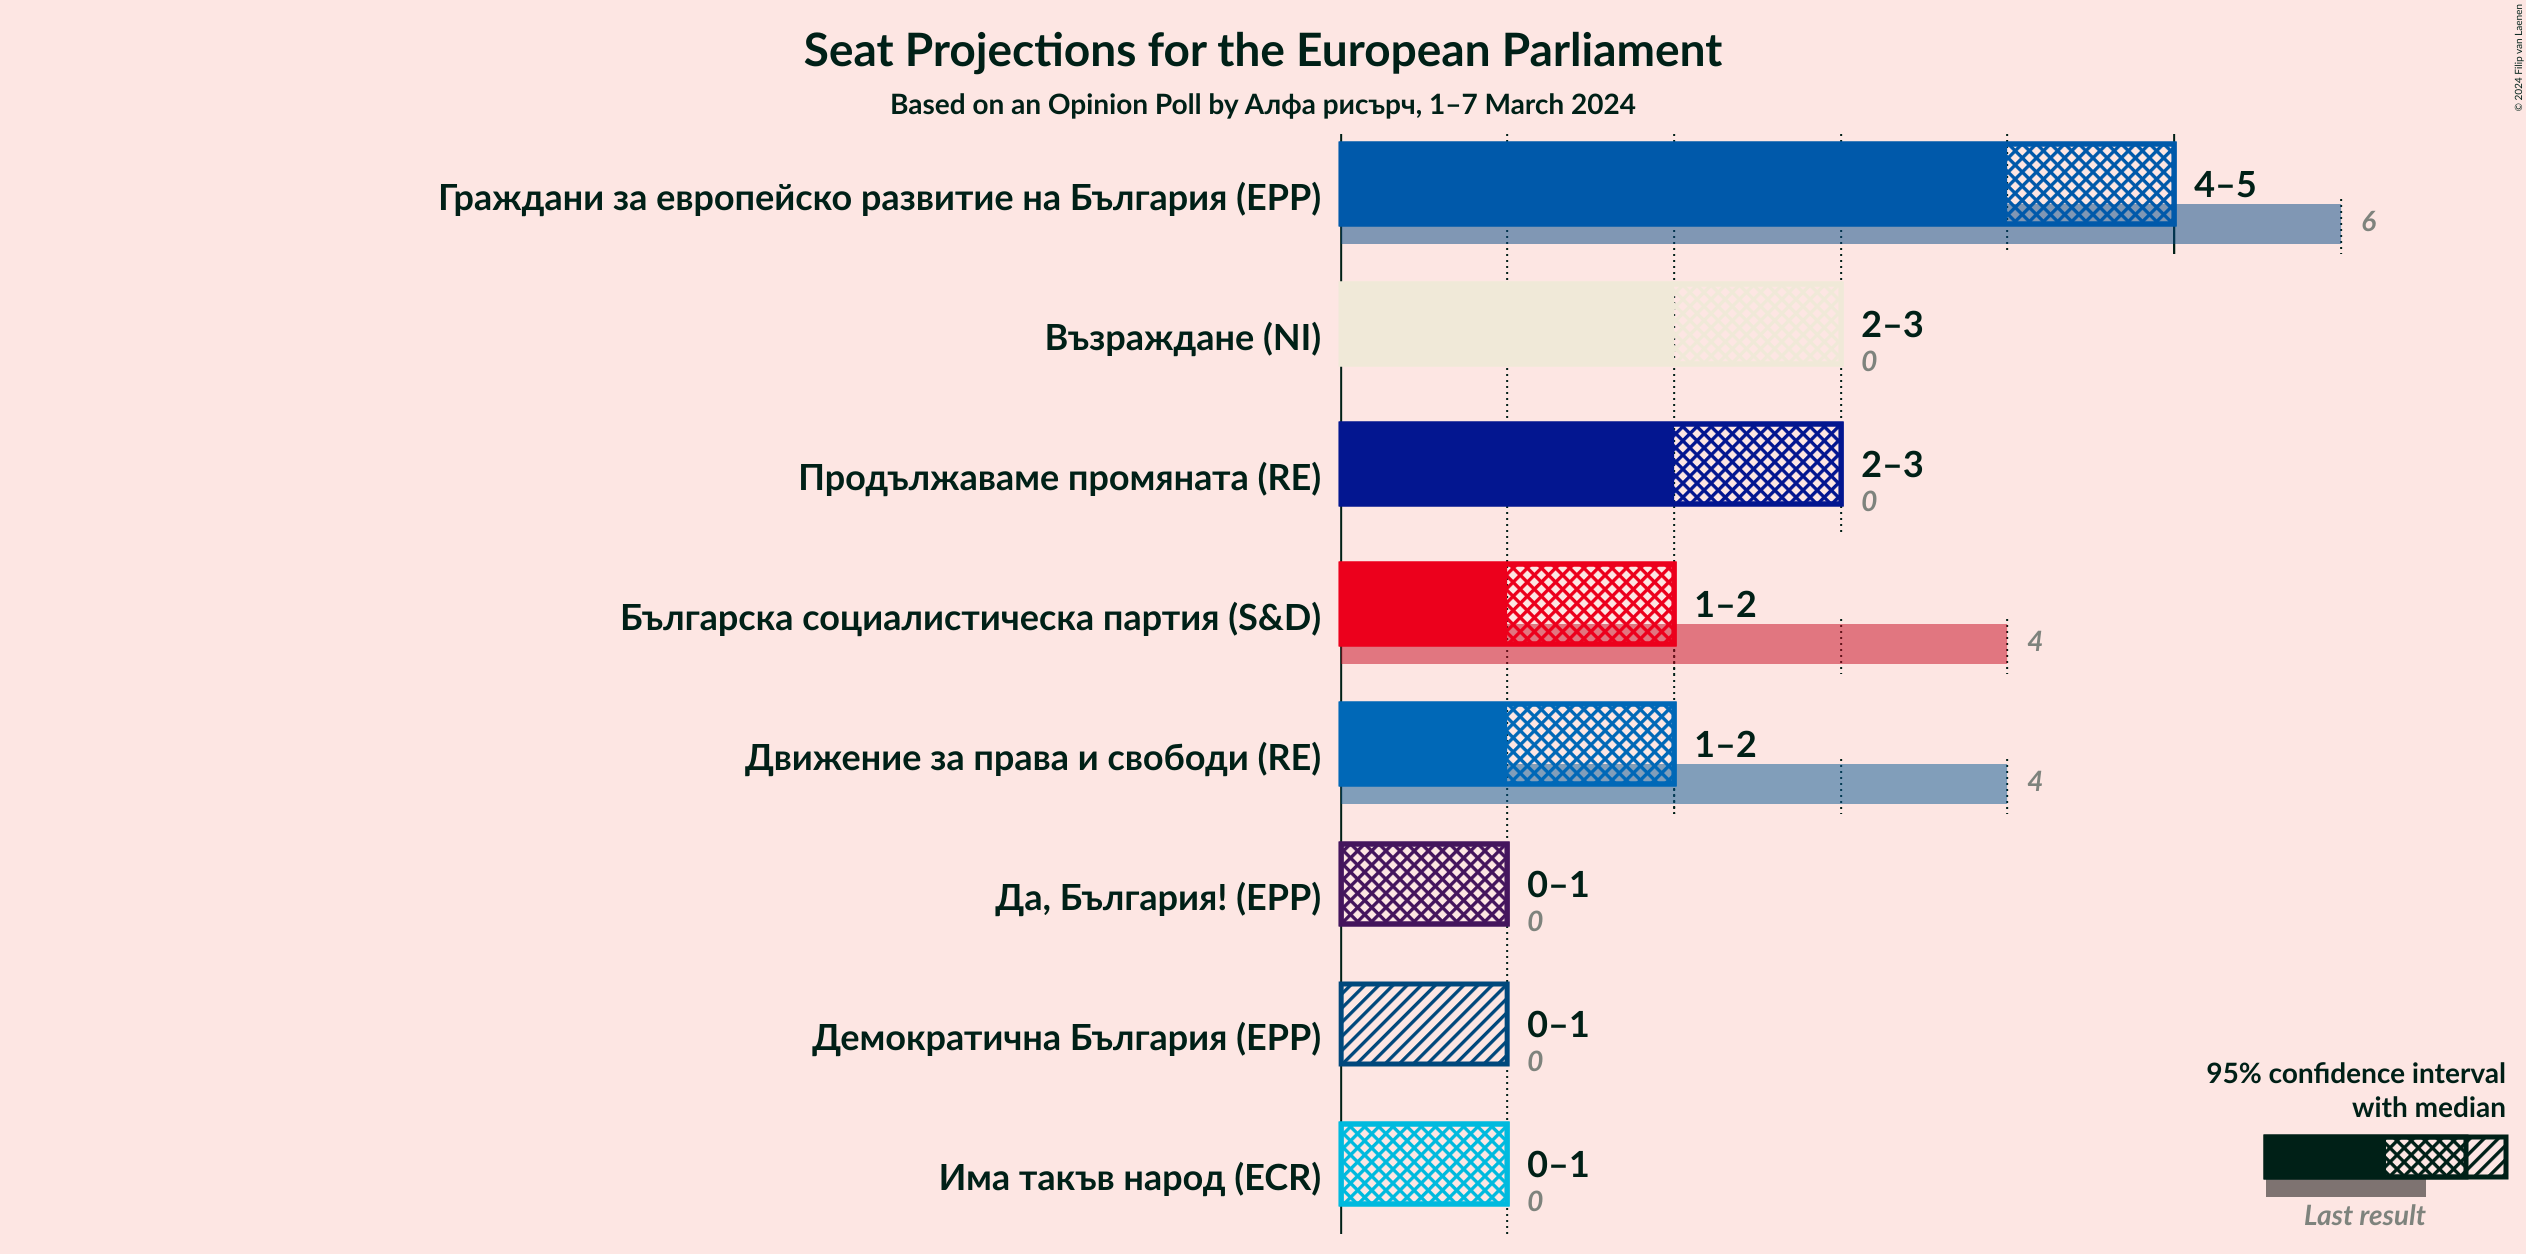 Seat Projections for the European Parliament
Based on an Opinion Poll by Алфа рисърч, 1–7 March 2024
© 2024 Filip van Laenen
Граждани за европейско развитие на България (EPP)
4–5
6
Възраждане (NI)
2–3
0
Продължаваме промяната (RE)
2–3
0
Българска социалистическа партия (S&D)
1–2
4
Движение за права и свободи (RE)
1–2
4
Да, България! (EPP)
0–1
0
Демократична България (EPP)
0–1
0
Има такъв народ (ECR)
0–1
0
95% confidence interval
with median
Last result